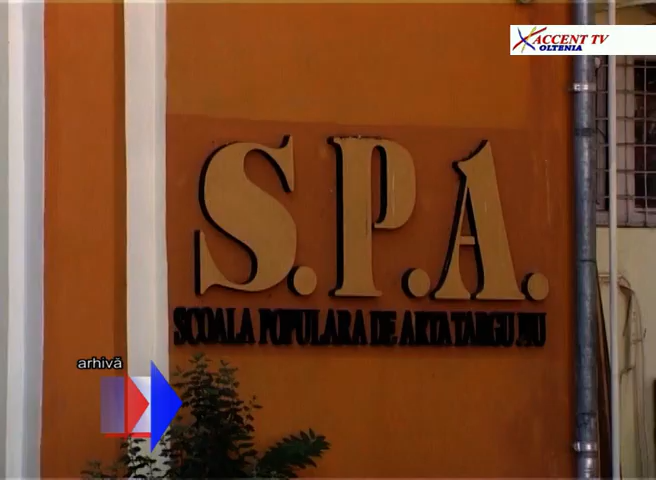 ACCENT TV
OLTENIA
S.P.A.
SCOALA POPULARA DE ARTA TARGU JIU
arhivă